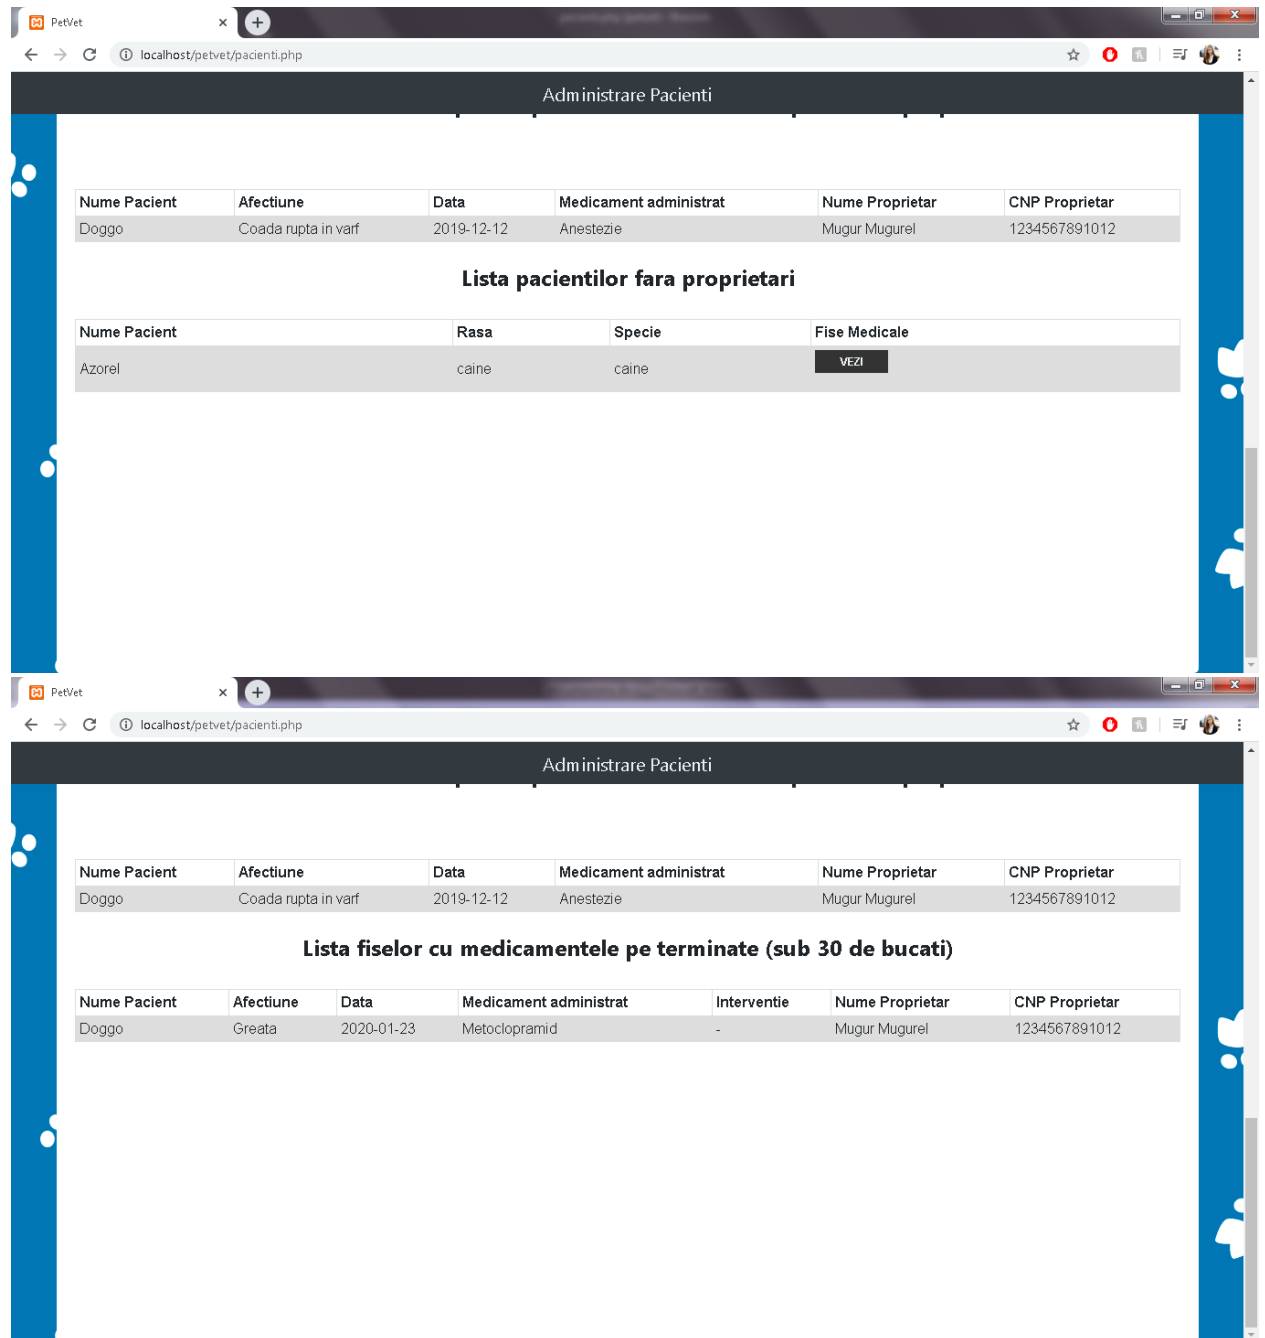 PetVet
localhost/petvet/pacienti.php
Administrare Pacienti
Nume Pacient Afectiune Data Medicament administrat Nume Proprietar CNP Proprietar
Doggo Coada rupta in varf 2019-12-12 Anestezie Mugur Mugurel 1234567891012
Lista pacientilor fara proprietari
Nume Pacient Rasa Specie Fise Medicale
Azorel caine caine VEZI
PetVet
localhost/petvet/pacienti.php
Administrare Pacienti
Nume Pacient Afectiune Data Medicament administrat Nume Proprietar CNP Proprietar
Doggo Coada rupta in varf 2019-12-12 Anestezie Mugur Mugurel 1234567891012
Lista fiselor cu medicamentele pe terminate (sub 30 de bucati)
Nume Pacient Afectiune Data Medicament administrat Interventie Nume Proprietar CNP Proprietar
Doggo Greata 2020-01-23 Metoclopramid - Mugur Mugurel 1234567891012